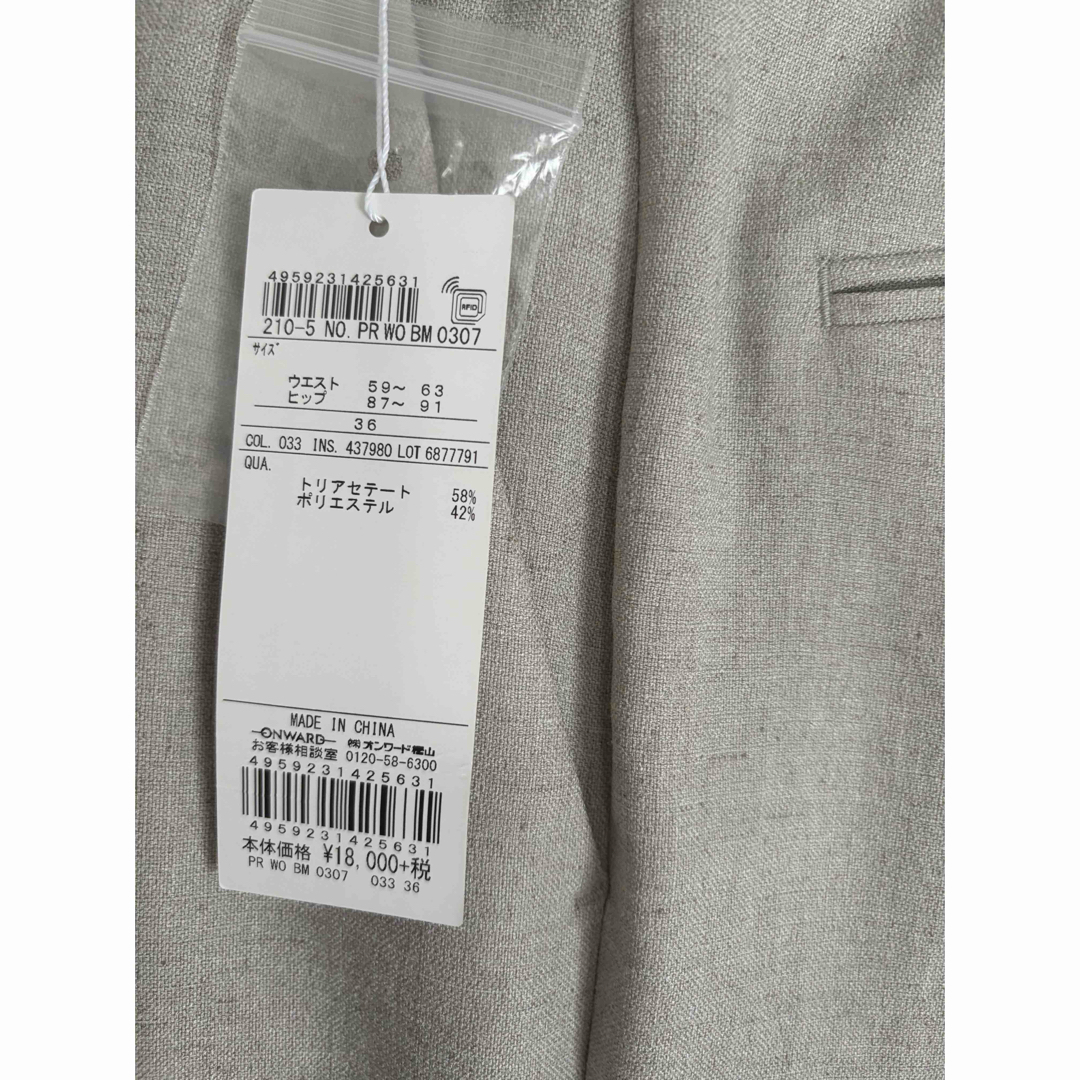 4959231425631
RFID
210-5 NO. PR WO BM 0307
サイズ
ウエスト 59～ 63
ヒップ 87～ 91
36
COL. 033 INS. 437980 LOT 6877791
QUA.
トリアセテート 58%
ポリエステル 42%
MADE IN CHINA
ONWARD ㈱オンワード樫山
お客様相談室 0120-58-6300
4959231425631
4959231425631
本体価格 ¥18,000+税
PR WO BM 0307 033 36